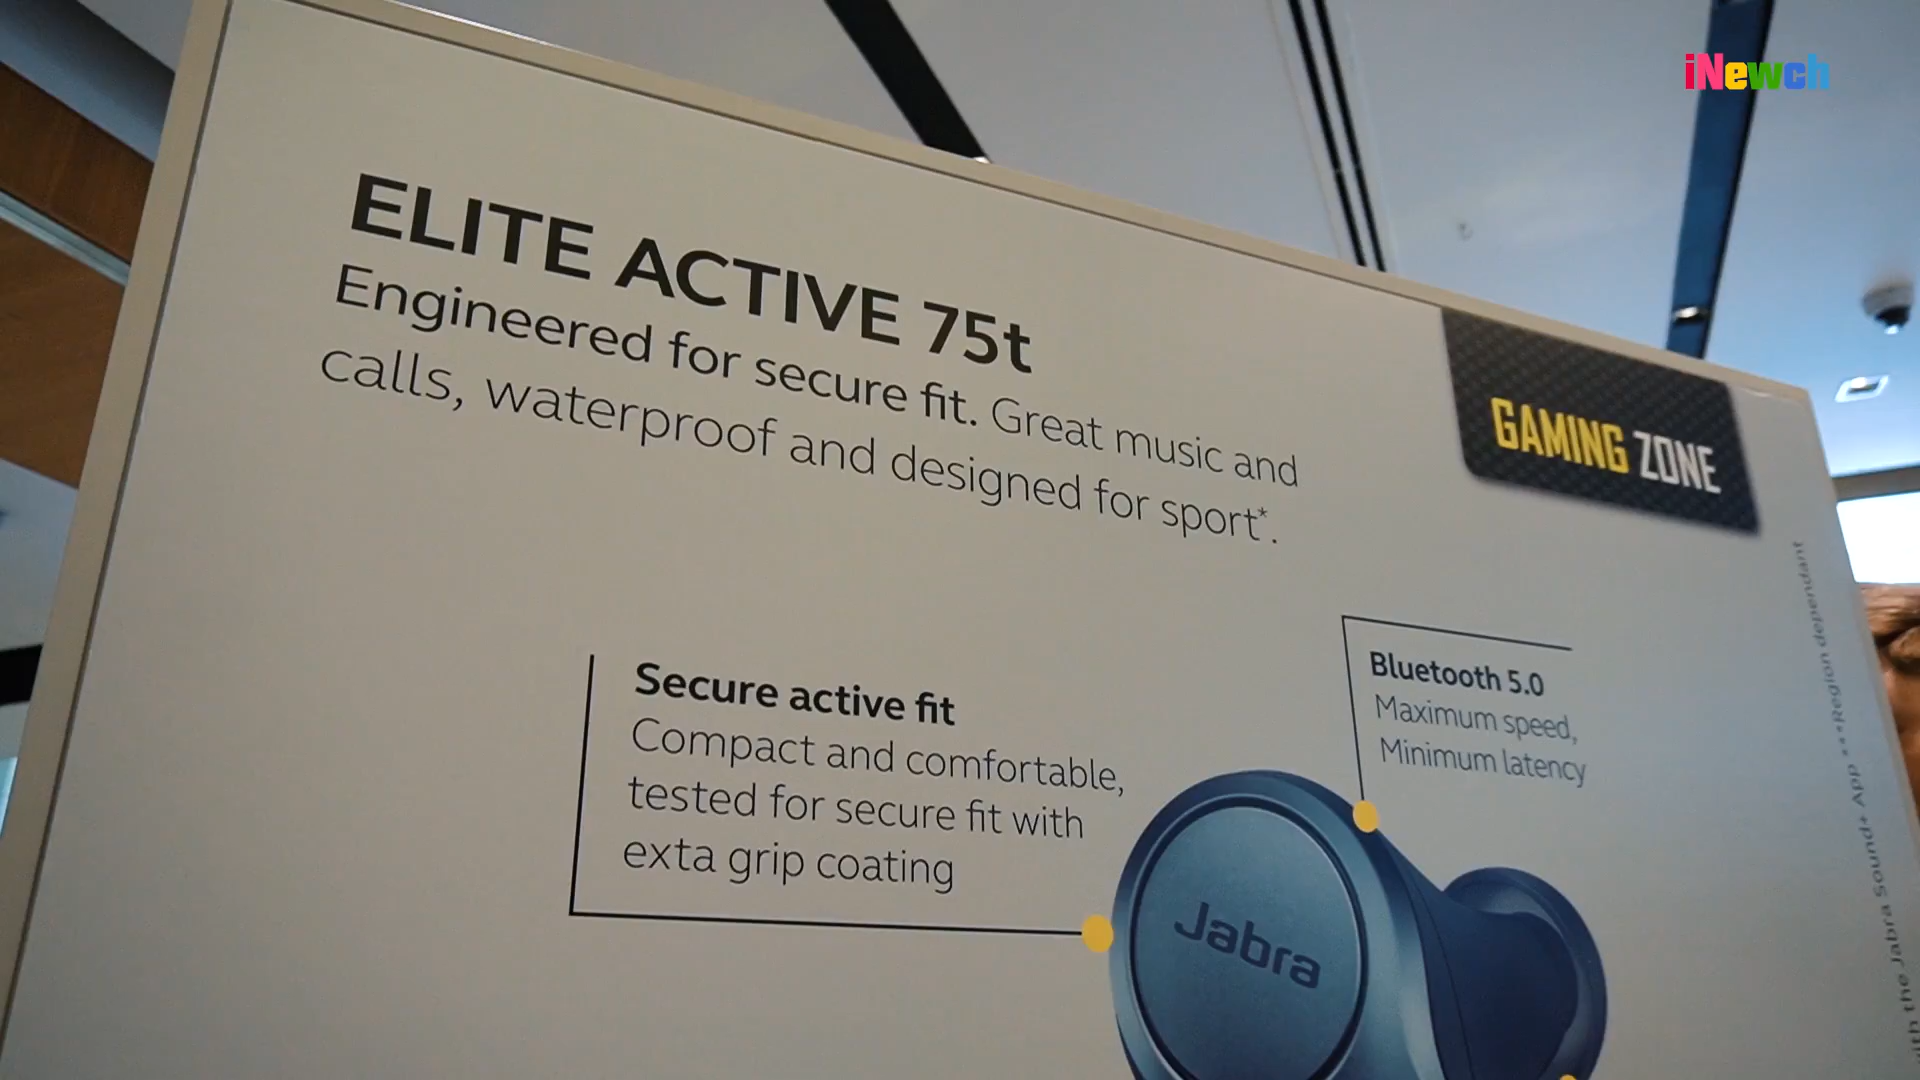 iNewch
ELITE ACTIVE 75t
Engineered for secure fit. Great music and
calls, waterproof and designed for sport*.
GAMING ZONE
Secure active fit
Compact and comfortable,
tested for secure fit with
exta grip coating
Bluetooth 5.0
Maximum speed,
Minimum latency
Jabra
the Jabra Sound+ App ***Region dependant